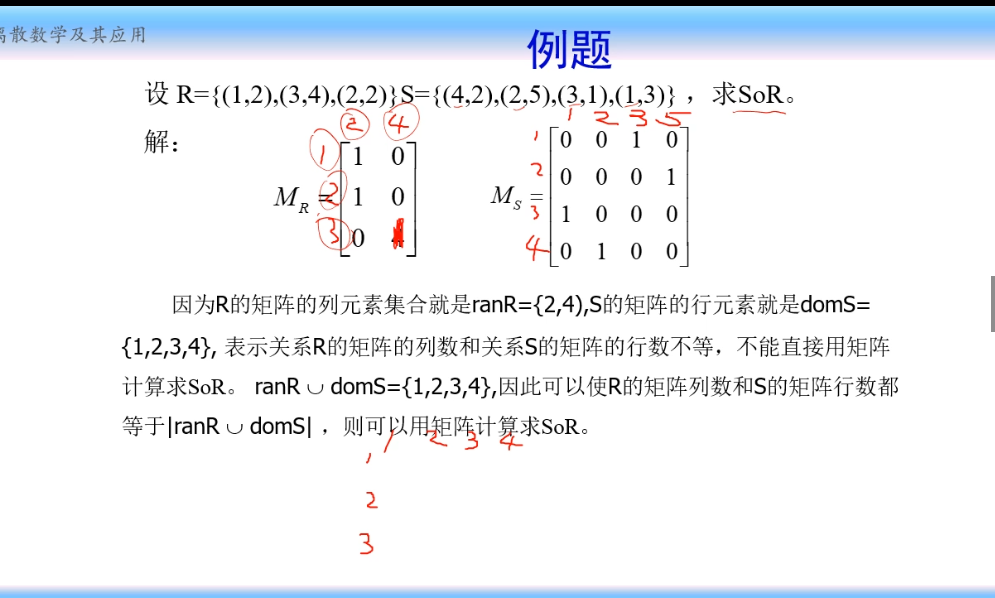 离散数学及其应用
例题
设 R={(1,2),(3,4),(2,2)}S={(4,2),(2,5),(3,1),(1,3)} ，求SoR。
解：
2 4
1 2 3 5
1
2
3
M_R = [1 0
1 0
0 1]
1
2
3
4
M_S = [0 0 1 0
0 0 0 1
1 0 0 0
0 1 0 0]
因为R的矩阵的列元素集合就是ranR={2,4),S的矩阵的行元素就是domS=
{1,2,3,4}, 表示关系R的矩阵的列数和关系S的矩阵的行数不等，不能直接用矩阵
计算求SoR。 ranR ∪ domS={1,2,3,4},因此可以使R的矩阵列数和S的矩阵行数都
等于|ranR ∪ domS| ，则可以用矩阵计算求SoR。
1 2 3 4
1
2
3